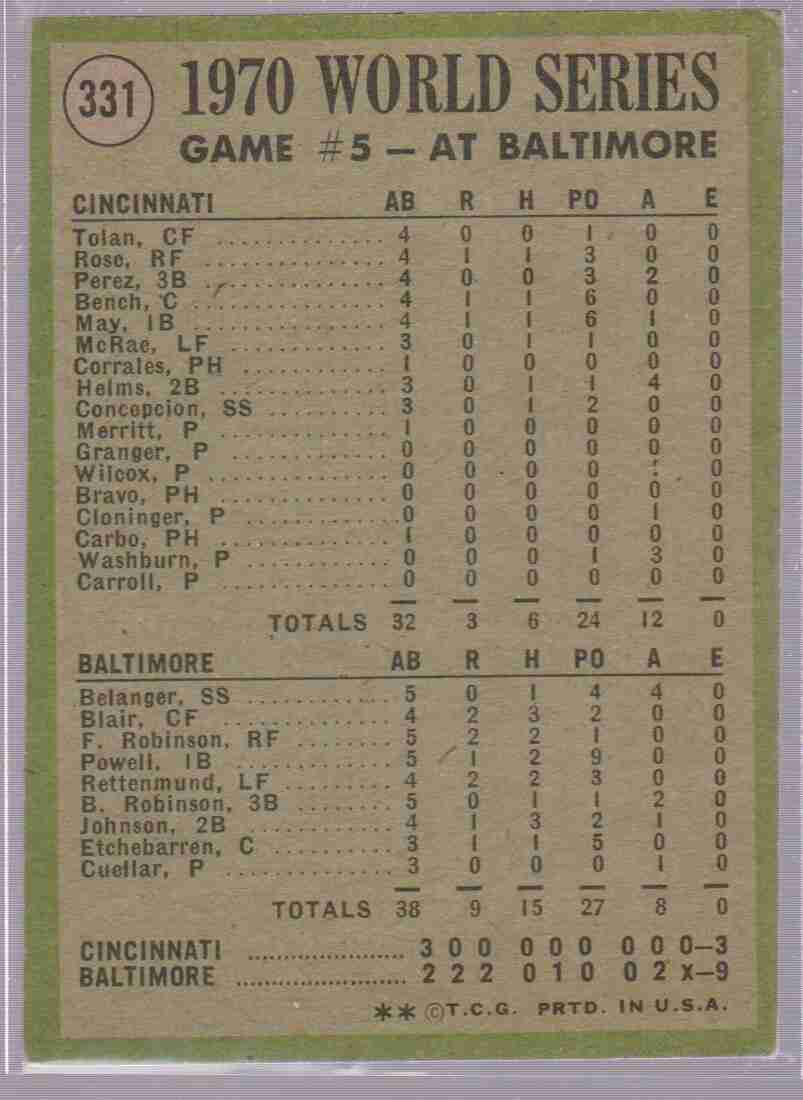 331
1970 WORLD SERIES
GAME #5 — AT BALTIMORE
CINCINNATI AB R H PO A E
Tolan, CF .............. 4 0 0 1 0 0
Rose, RF .............. 4 1 1 3 0 0
Perez, 3B .............. 4 0 0 3 2 0
Bench, C .............. 4 1 1 6 0 0
May, 1B .............. 4 1 1 6 1 0
McRae, LF ............ 3 0 1 1 0 0
Corrales, PH ........... 1 0 0 0 0 0
Helms, 2B ............. 3 0 1 1 4 0
Concepcion, SS ......... 3 0 1 2 0 0
Merritt, P ............. 1 0 0 0 0 0
Granger, P ............ 0 0 0 0 0 0
Wilcox, P .............. 0 0 0 0 0
Bravo, PH ............. 0 0 0 0 0 0
Cloninger, P ........... 0 0 0 0 1 0
Carbo, PH ............. 1 0 0 0 0 0
Washburn, P ........... 0 0 0 1 3 0
Carroll, P ............. 0 0 0 0 0 0
TOTALS 32 3 6 24 12 0
BALTIMORE AB R H PO A E
Belanger, SS ........... 5 0 1 4 4 0
Blair, CF ............. 4 2 3 2 0 0
F. Robinson, RF ........ 5 2 2 1 0 0
Powell, 1B ............. 5 1 2 9 0 0
Rettenmund, LF ......... 4 2 2 3 0 0
B. Robinson, 3B ........ 5 0 1 1 2 0
Johnson, 2B ............ 4 1 3 2 1 0
Etchebarren, C ......... 3 1 1 5 0 0
Cuellar, P ............. 3 0 0 0 1 0
TOTALS 38 9 15 27 8 0
CINCINNATI .................... 3 0 0 0 0 0 0 0 0—3
BALTIMORE ..................... 2 2 2 0 1 0 0 2 X—9
** ©T.C.G. PRTD. IN U.S.A.